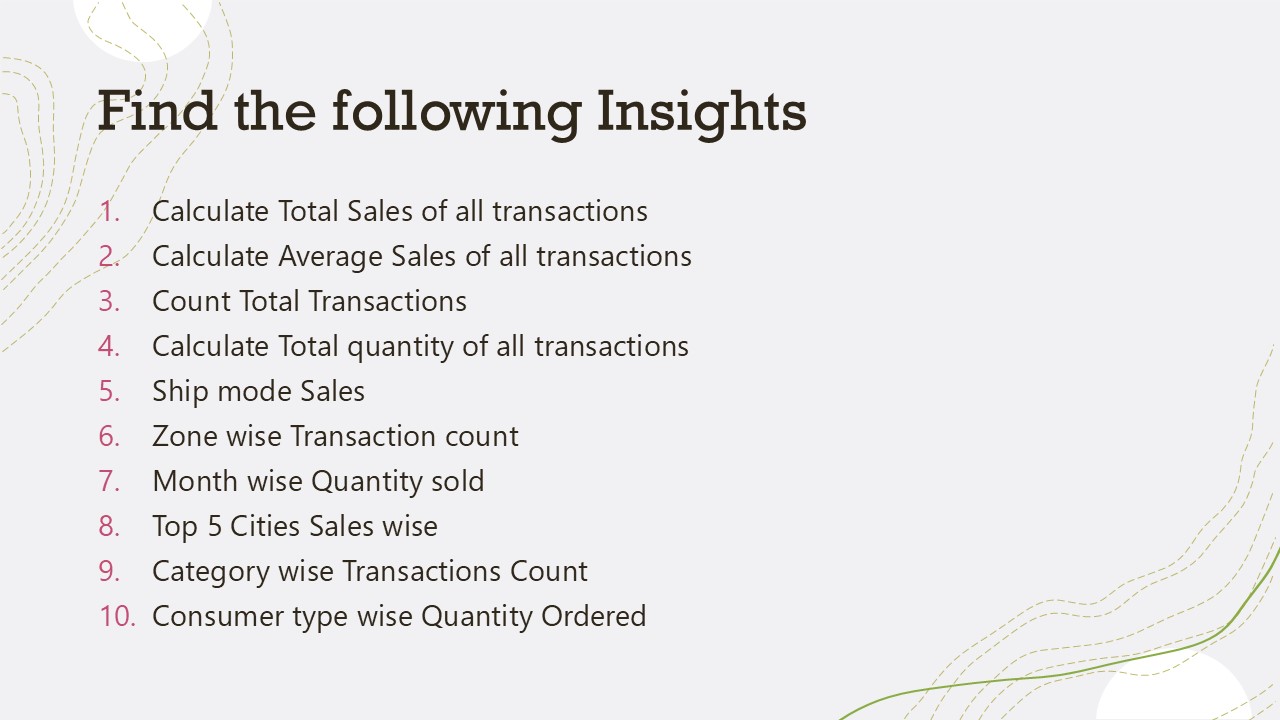 Find the following Insights
1. Calculate Total Sales of all transactions
2. Calculate Average Sales of all transactions
3. Count Total Transactions
4. Calculate Total quantity of all transactions
5. Ship mode Sales
6. Zone wise Transaction count
7. Month wise Quantity sold
8. Top 5 Cities Sales wise
9. Category wise Transactions Count
10. Consumer type wise Quantity Ordered